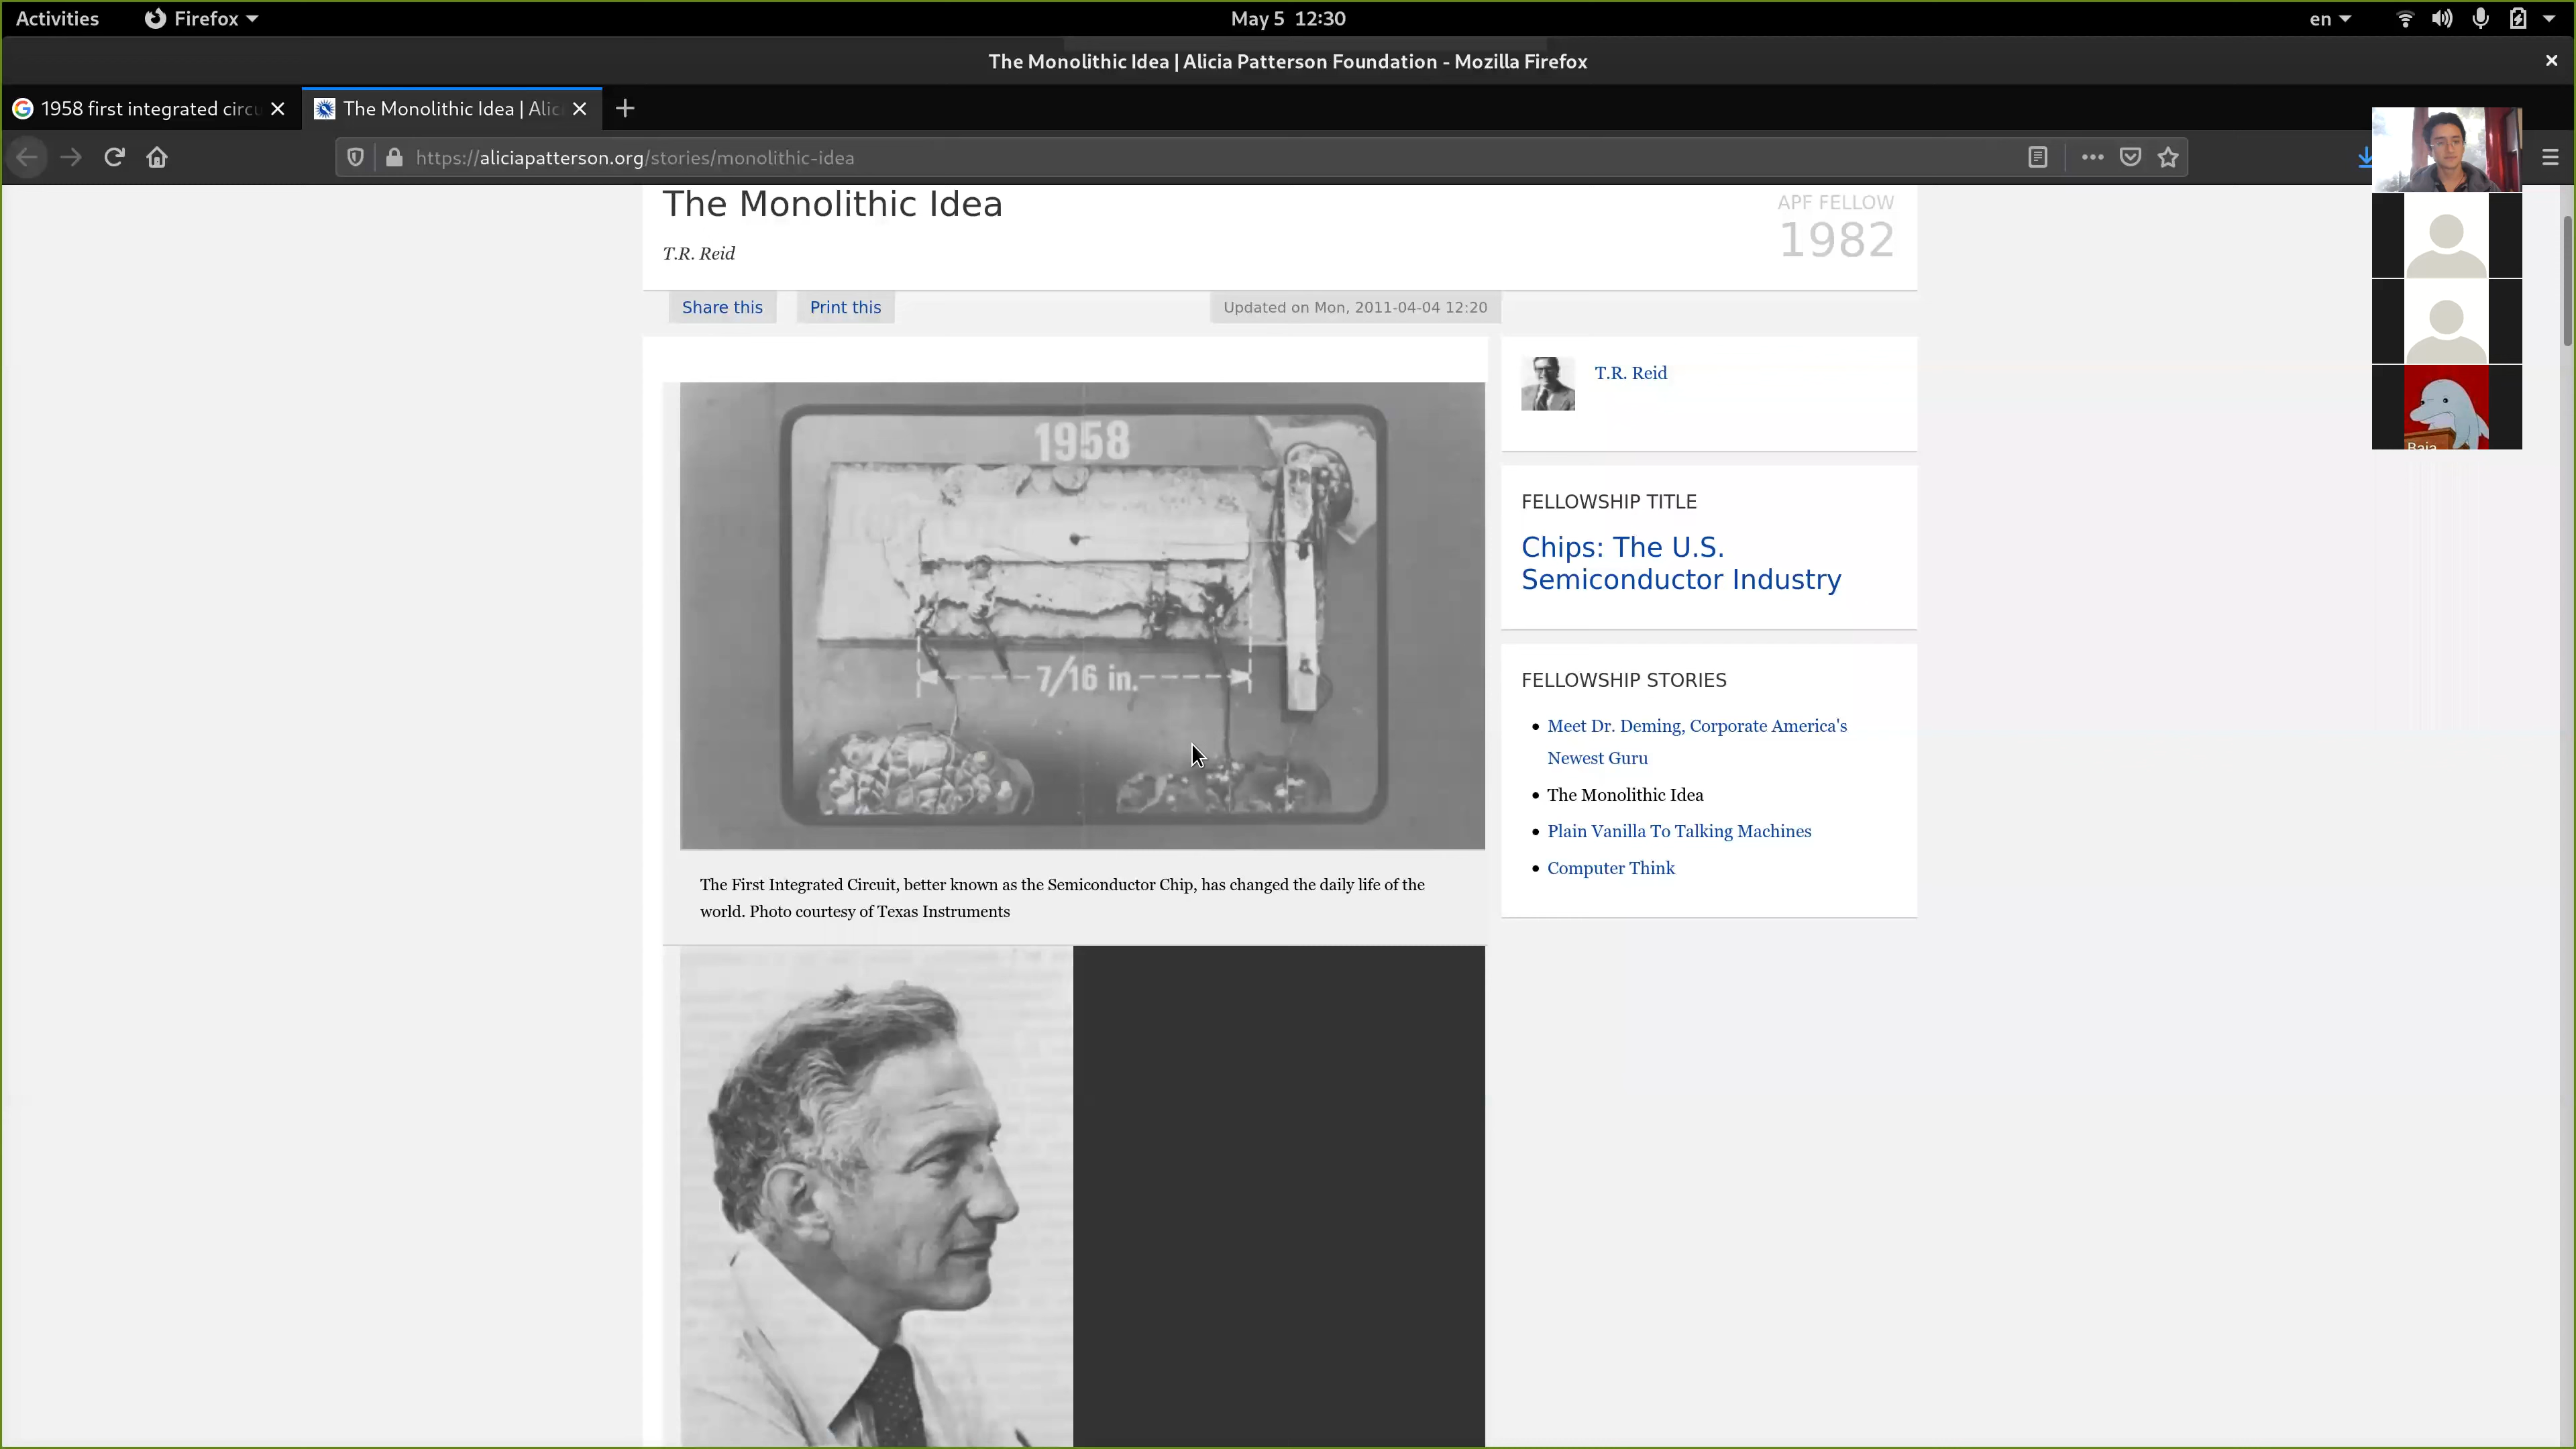 Activities
Firefox
May 5 12:30
en
The Monolithic Idea | Alicia Patterson Foundation - Mozilla Firefox
1958 first integrated circu
The Monolithic Idea | Alic
https://aliciapatterson.org/stories/monolithic-idea
The Monolithic Idea
APF FELLOW
1982
T.R. Reid
Share this
Print this
Updated on Mon, 2011-04-04 12:20
1958
7/16 in.
The First Integrated Circuit, better known as the Semiconductor Chip, has changed the daily life of the
world. Photo courtesy of Texas Instruments
T.R. Reid
FELLOWSHIP TITLE
Chips: The U.S.
Semiconductor Industry
FELLOWSHIP STORIES
Meet Dr. Deming, Corporate America's
Newest Guru
The Monolithic Idea
Plain Vanilla To Talking Machines
Computer Think